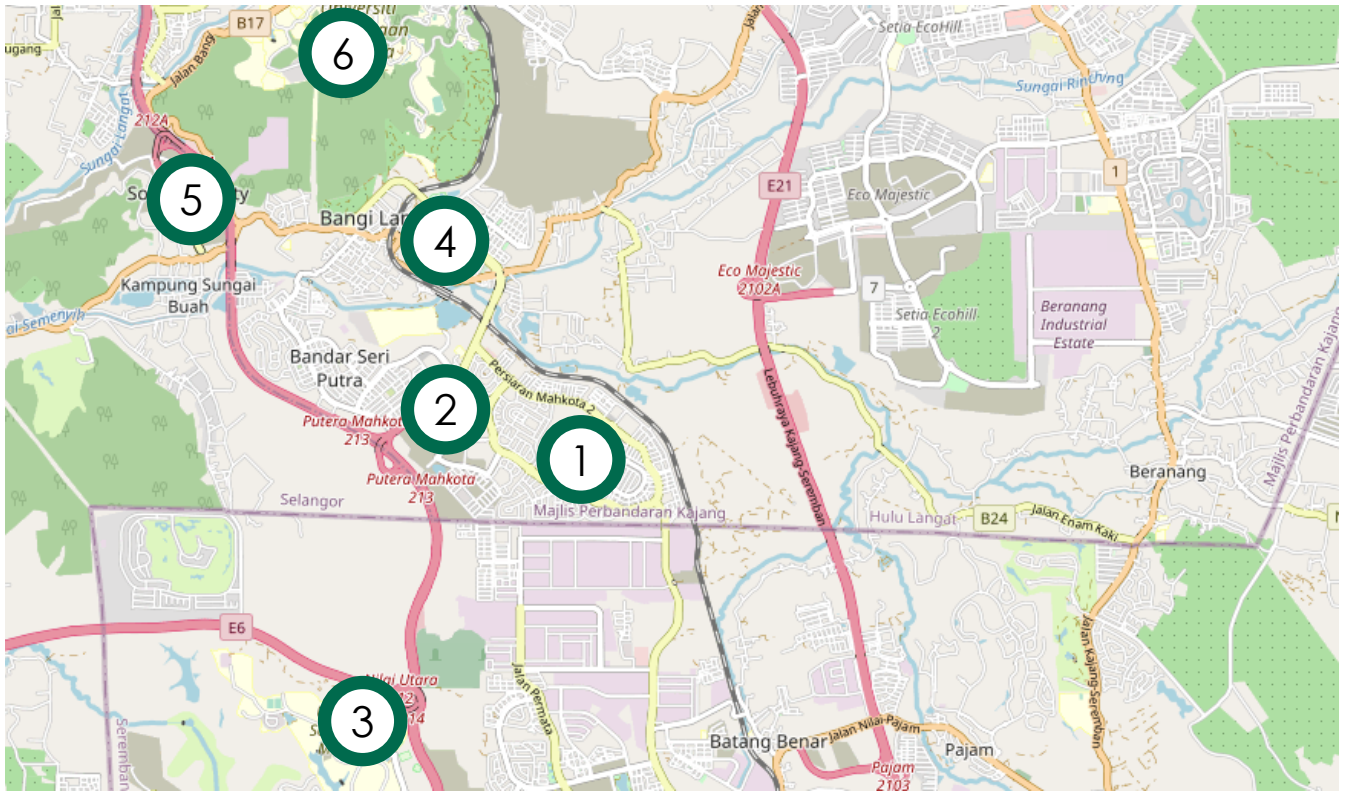 B17
6
Setia EcoHill
ugang
Jalan Bangi
Jalan
212A
Sungai Langat
5
E21
1
Eco Majestic
Bangi
4
Kampung Sungai
Buah
Eco Majestic
2102A
7
Setia Ecohill
2
Beranang
Industrial
Estate
Bandar Seri
Putra
Persiaran Mahkota 2
2
Putera Mahkota
213
1
Putera Mahkota
213
Lebuhraya Kajang-Seremban
Majlis Perbandaran Kajang
Beranang
Selangor
Majlis Perbandaran Kajang
Hulu Langat
B24
Jalan Enam Kaki
E6
Nilai Utara
3
Jalan Permata
Jalan Kajang-Seremban
Seremban
Batang Benar
Jalan Nilai-Pajam
Pajam
Pajam
2103